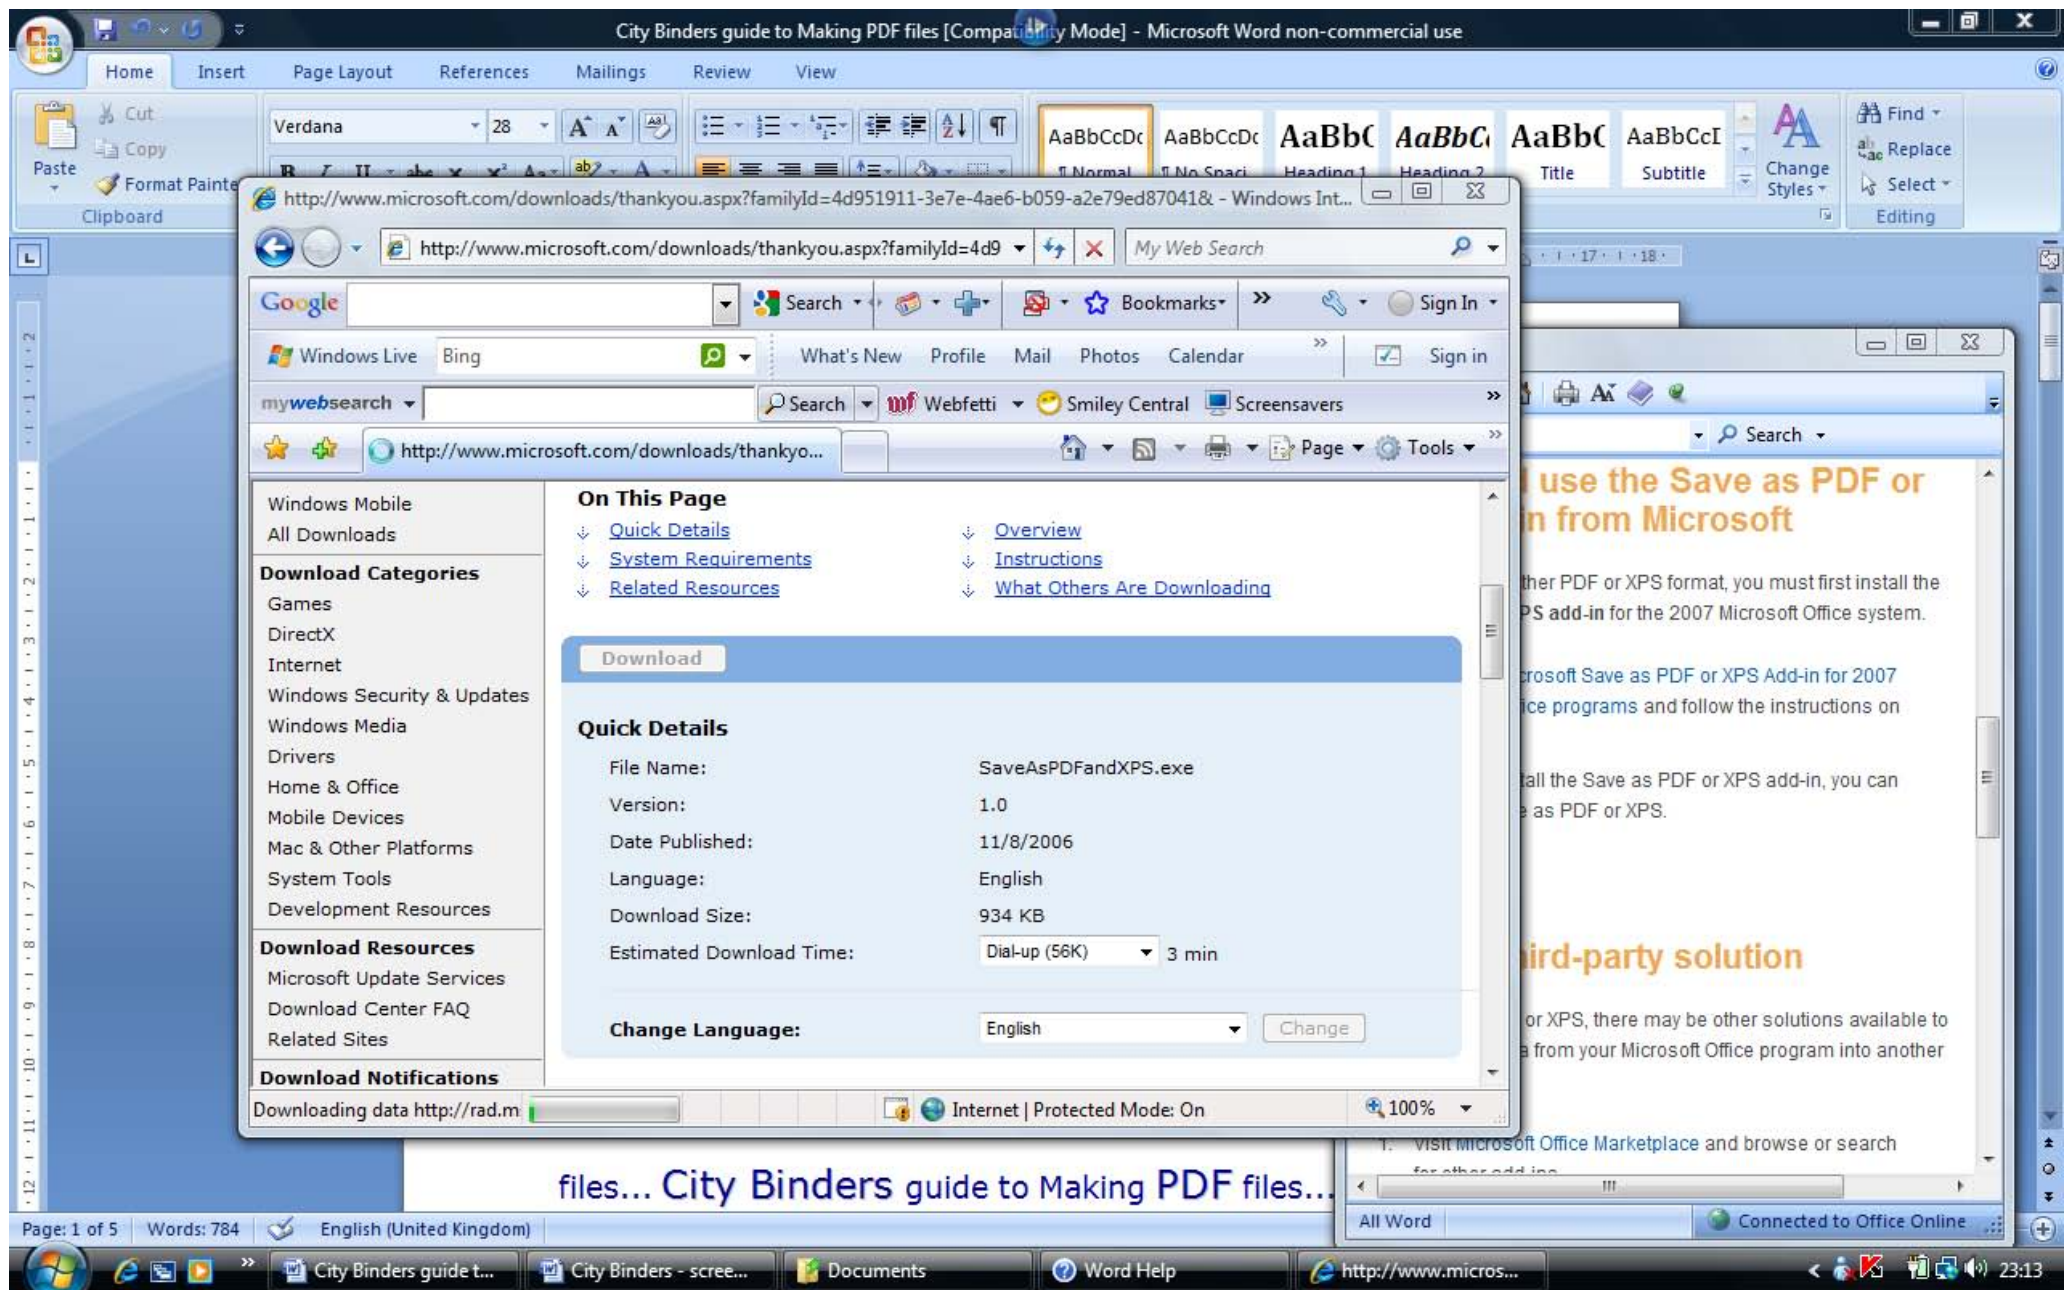 City Binders guide to Making PDF files [Compatibility Mode] - Microsoft Word non-commercial use
Home Insert Page Layout References Mailings Review View
Cut
Copy
Paste
Format Painte
Clipboard
Verdana 28
AaBbCcDc AaBbCcDc AaBbC AaBbC AaBbC AaBbCcI
¶ Normal ¶ No Spaci... Heading 1 Heading 2 Title Subtitle
Change Styles
Find
Replace
Select
Editing
http://www.microsoft.com/downloads/thankyou.aspx?familyId=4d951911-3e7e-4ae6-b059-a2e79ed87041& - Windows Int...
http://www.microsoft.com/downloads/thankyou.aspx?familyId=4d9 My Web Search
Google Search Bookmarks Sign In
Windows Live Bing What's New Profile Mail Photos Calendar Sign in
mywebsearch Search Webfetti Smiley Central Screensavers
http://www.microsoft.com/downloads/thankyo... Page Tools
Windows Mobile
All Downloads
Download Categories
Games
DirectX
Internet
Windows Security & Updates
Windows Media
Drivers
Home & Office
Mobile Devices
Mac & Other Platforms
System Tools
Development Resources
Download Resources
Microsoft Update Services
Download Center FAQ
Related Sites
Download Notifications
On This Page
Quick Details Overview
System Requirements Instructions
Related Resources What Others Are Downloading
Download
Quick Details
File Name: SaveAsPDFandXPS.exe
Version: 1.0
Date Published: 11/8/2006
Language: English
Download Size: 934 KB
Estimated Download Time: Dial-up (56K) 3 min
Change Language: English Change
Downloading data http://rad.m Internet | Protected Mode: On 100%
Search
use the Save as PDF or
in from Microsoft
ther PDF or XPS format, you must first install the
PS add-in for the 2007 Microsoft Office system.
crosoft Save as PDF or XPS Add-in for 2007
ice programs and follow the instructions on
tall the Save as PDF or XPS add-in, you can
e as PDF or XPS.
ird-party solution
or XPS, there may be other solutions available to
a from your Microsoft Office program into another
1. Visit Microsoft Office Marketplace and browse or search
for other add-ins
All Word Connected to Office Online
files... City Binders guide to Making PDF files...
Page: 1 of 5 Words: 784 English (United Kingdom)
City Binders guide t... City Binders - scree... Documents Word Help http://www.micros... 23:13